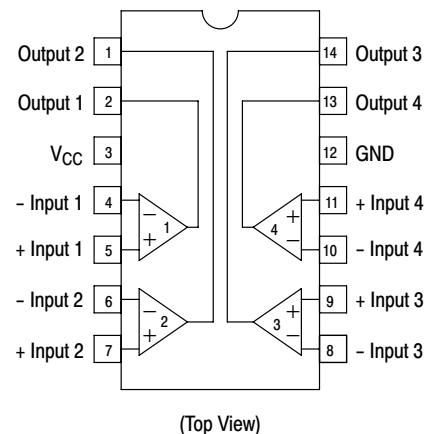 Output 2 1 14 Output 3
Output 1 2 13 Output 4
VCC 3 12 GND
– Input 1 4 – 11 + Input 4
+ 1 4 + –
+ Input 1 5 10 – Input 4
– Input 2 6 – 9 + Input 3
+ 2 3 + –
+ Input 2 7 8 – Input 3
(Top View)